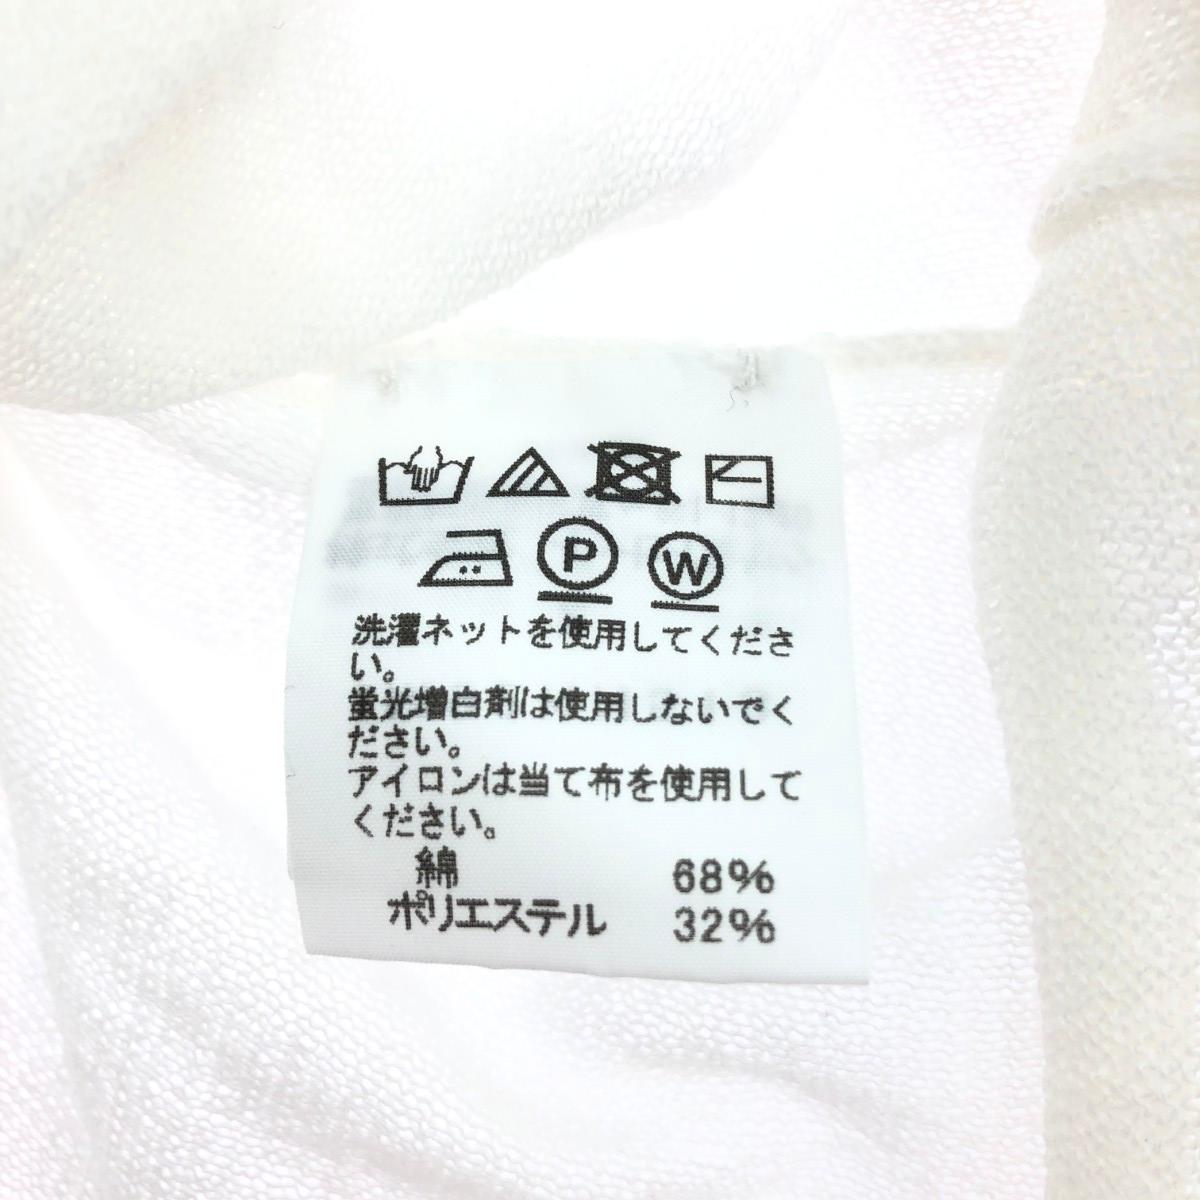 P W
洗濯ネットを使用してくださ
い。
蛍光増白剤は使用しないでく
ださい。
アイロンは当て布を使用して
ください。
綿 68%
ポリエステル 32%